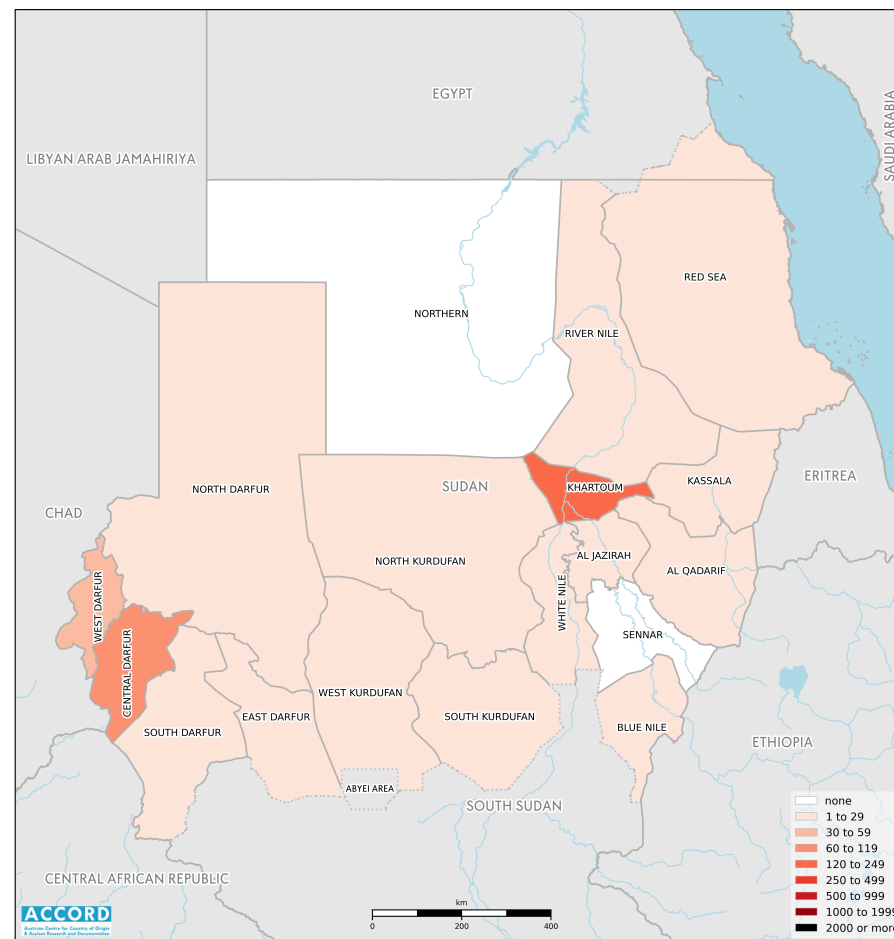 EGYPT
SAUDI ARABIA
LIBYAN ARAB JAMAHIRIYA
RED SEA
NORTHERN
RIVER NILE
ERITREA
KASSALA
SUDAN
KHARTOUM
NORTH DARFUR
CHAD
AL JAZIRAH
NORTH KURDUFAN
AL QADARIF
WEST DARFUR
WHITE NILE
SENNAR
CENTRAL DARFUR
WEST KURDUFAN
EAST DARFUR
SOUTH KURDUFAN
BLUE NILE
SOUTH DARFUR
ETHIOPIA
ABYEI AREA
SOUTH SUDAN
CENTRAL AFRICAN REPUBLIC
none
1 to 29
30 to 59
60 to 119
120 to 249
250 to 499
500 to 999
1000 to 1999
2000 or mor
km
0 200 400
ACCORD
Austrian Centre for Country of Origin
& Asylum Research and Documentation